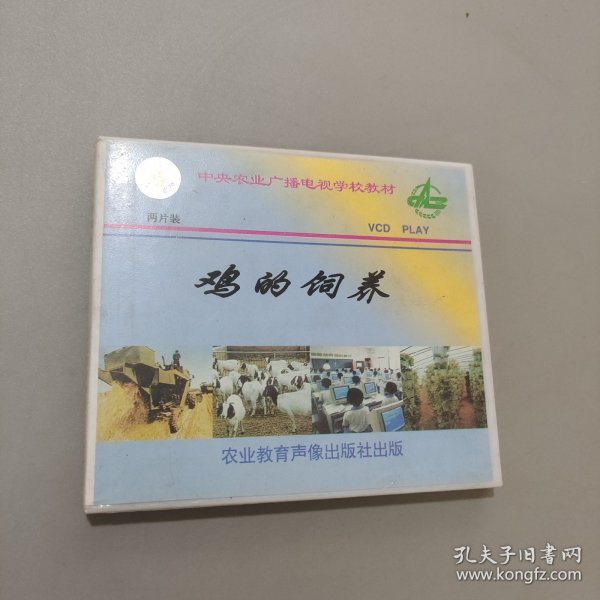 中央农业广播电视学校教材
两片装
VCD PLAY
鸡的饲养
农业教育声像出版社出版
孔夫子旧书网
www.kongfz.com